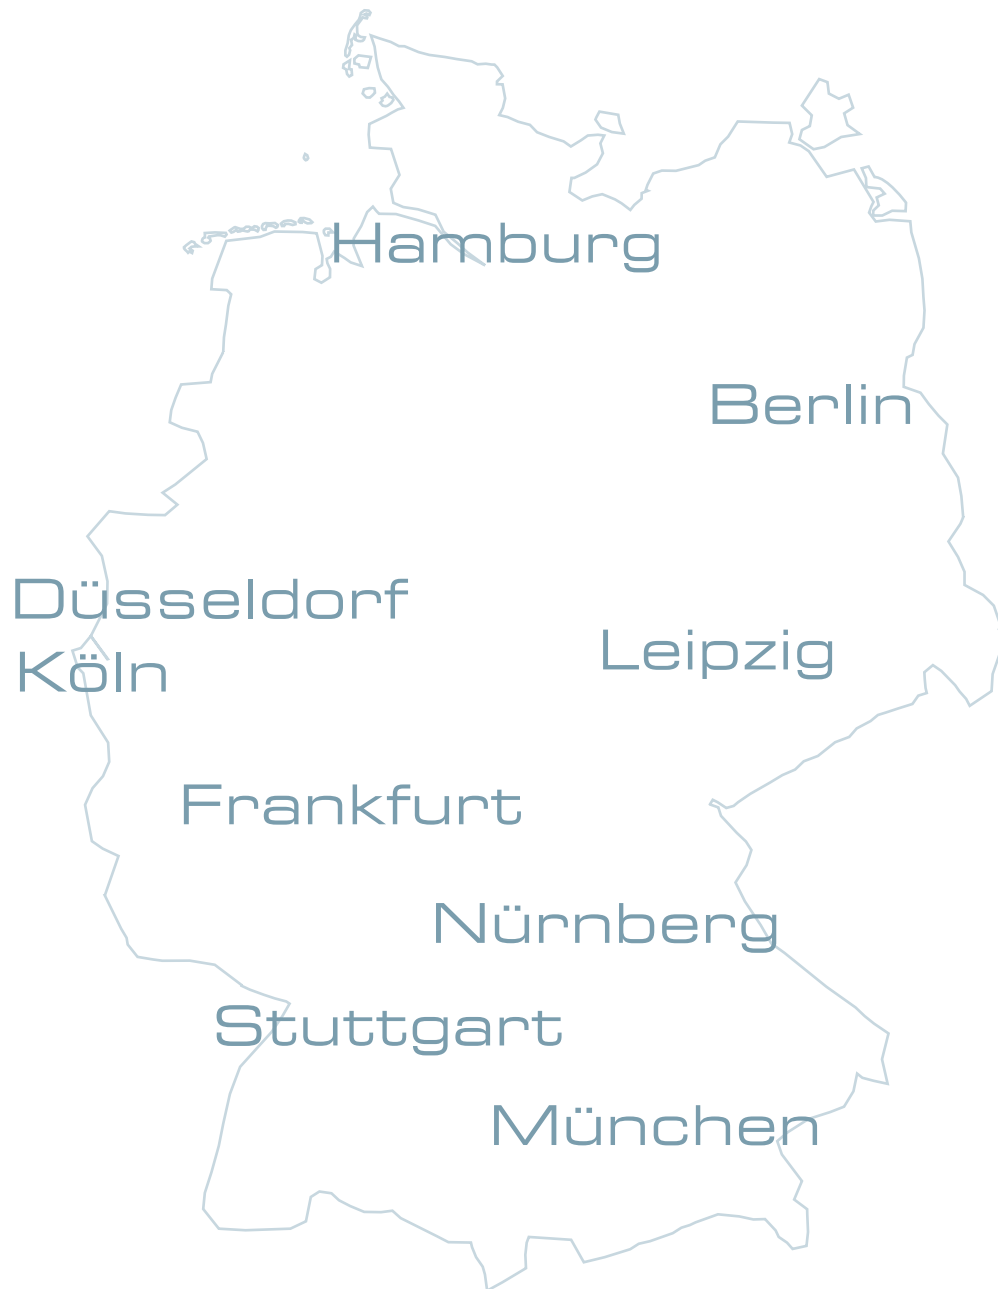 Hamburg
Berlin
Düsseldorf
Leipzig
Köln
Frankfurt
Nürnberg
Stuttgart
München